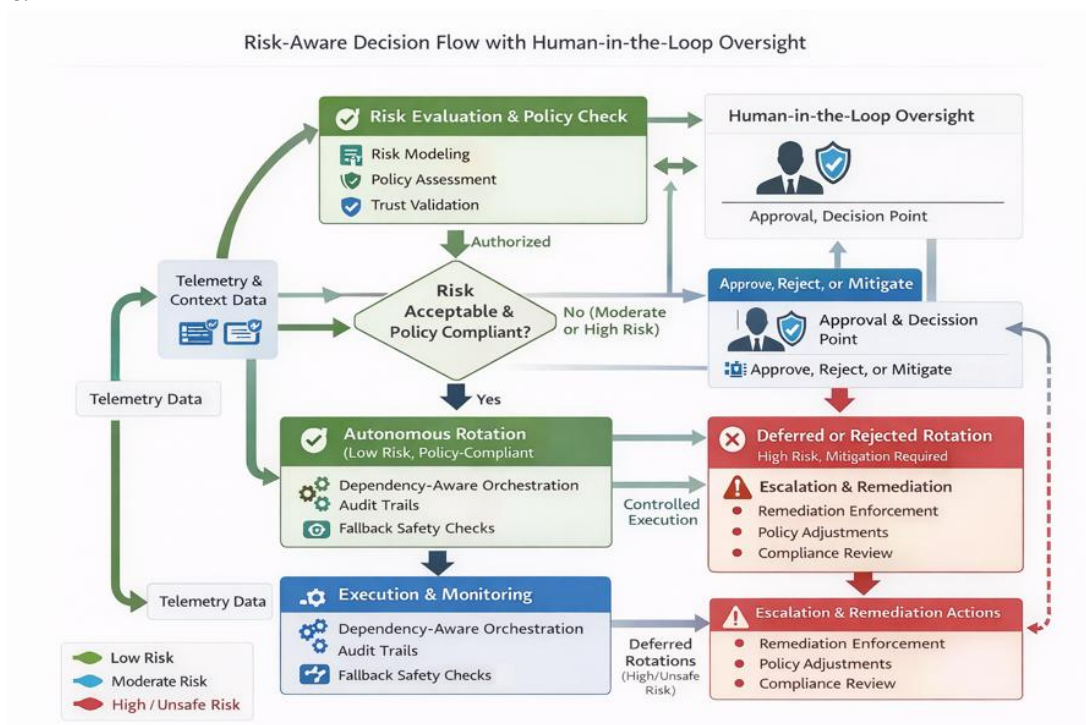 Risk-Aware Decision Flow with Human-in-the-Loop Oversight
Risk Evaluation & Policy Check
Risk Modeling
Policy Assessment
Trust Validation
Human-in-the-Loop Oversight
Approval, Decision Point
Authorized
Telemetry &
Context Data
Risk
Acceptable &
Policy Compliant?
No (Moderate
or High Risk)
Approve, Reject, or Mitigate
Approval & Decission
Point
Approve, Reject, or Mitigate
Telemetry Data
Yes
Autonomous Rotation
(Low Risk, Policy-Compliant
Dependency-Aware Orchestration
Audit Trails
Fallback Safety Checks
Controlled
Execution
Deferred or Rejected Rotation
High Risk, Mitigation Required
Escalation & Remediation
Remediation Enforcement
Policy Adjustments
Compliance Review
Telemetry Data
Execution & Monitoring
Dependency-Aware Orchestration
Audit Trails
Fallback Safety Checks
Deferred
Rotations
(High/Unsafe
Risk)
Escalation & Remediation Actions
Remediation Enforcement
Policy Adjustments
Compliance Review
Low Risk
Moderate Risk
High / Unsafe Risk